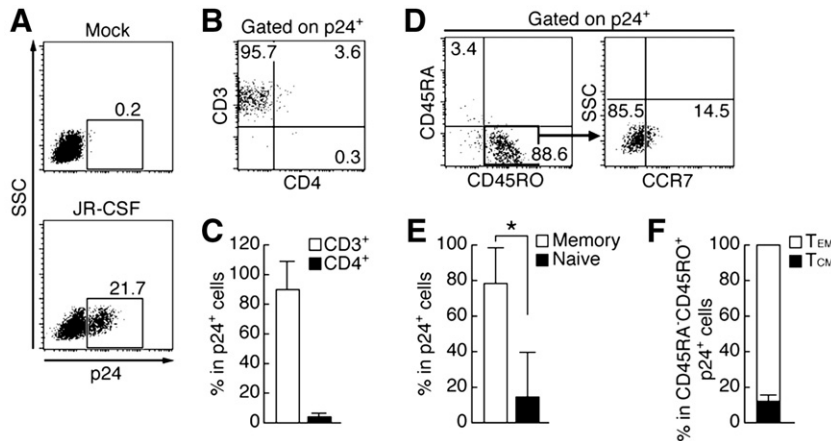 A
Mock
0.2
JR-CSF
21.7
SSC
p24
B
Gated on p24⁺
95.7 3.6
0.3
CD3
CD4
C
120
100
80
60
40
20
0
% in p24⁺ cells
CD3⁺
CD4⁺
D
Gated on p24⁺
3.4
88.6
CD45RA
CD45RO
SSC
85.5 14.5
CCR7
E
100
80
60
40
20
0
% in p24⁺ cells
*
Memory
Naive
F
100
80
60
40
20
0
% in CD45RA⁻CD45RO⁺
p24⁺ cells
T_EM
T_CM